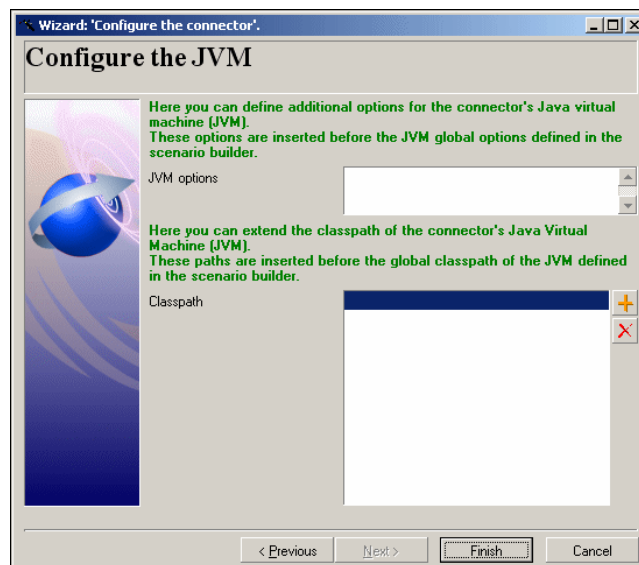 Wizard: 'Configure the connector'.
Configure the JVM
Here you can define additional options for the connector's Java virtual
machine (JVM).
These options are inserted before the JVM global options defined in the
scenario builder.
JVM options
Here you can extend the classpath of the connector's Java Virtual
Machine (JVM).
These paths are inserted before the global classpath of the JVM defined
in the scenario builder.
Classpath
< Previous
Next >
Finish
Cancel